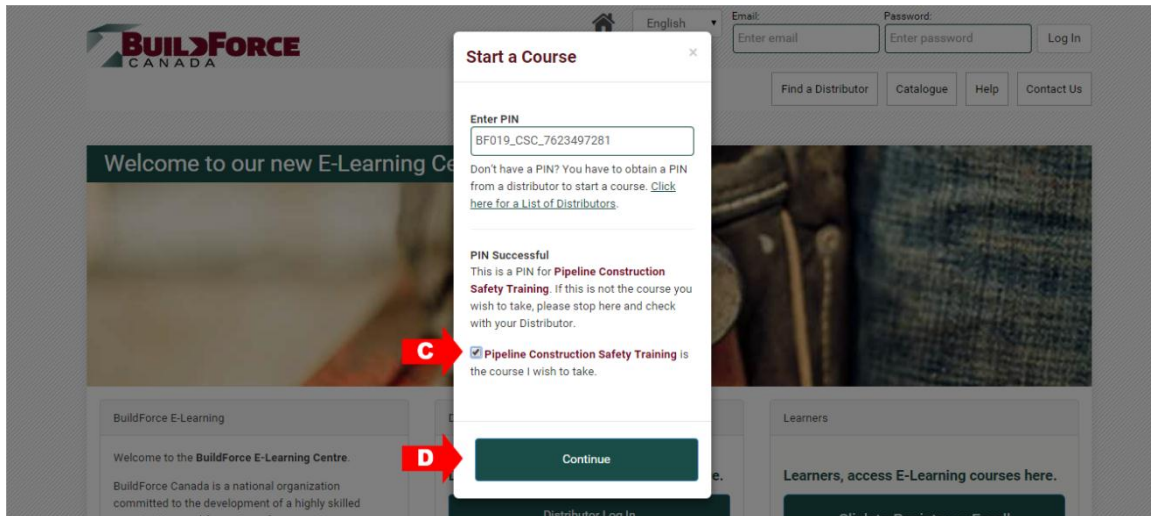 BUILDFORCE
CANADA
English
Email:
Enter email
Password:
Enter password
Log In
Find a Distributor
Catalogue
Help
Contact Us
Welcome to our new E-Learning Ce
Start a Course
×
Enter PIN
BF019_CSC_7623497281
Don't have a PIN? You have to obtain a PIN
from a distributor to start a course. Click
here for a List of Distributors.
PIN Successful
This is a PIN for Pipeline Construction
Safety Training. If this is not the course you
wish to take, please stop here and check
with your Distributor.
C
Pipeline Construction Safety Training is
the course I wish to take.
D
Continue
BuildForce E-Learning
Welcome to the BuildForce E-Learning Centre.
BuildForce Canada is a national organization
committed to the development of a highly skilled
e.
Distributor Log In
Learners
Learners, access E-Learning courses here.